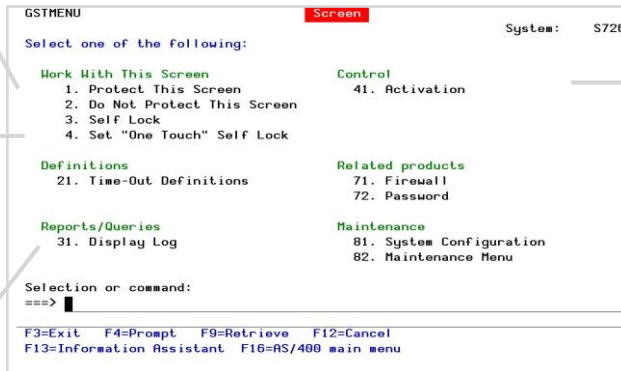 GSTMENU Screen
System: S720
Select one of the following:
Work With This Screen Control
1. Protect This Screen 41. Activation
2. Do Not Protect This Screen
3. Self Lock
4. Set "One Touch" Self Lock
Definitions Related products
21. Time-Out Definitions 71. Firewall
72. Password
Reports/Queries Maintenance
31. Display Log 81. System Configuration
82. Maintenance Menu
Selection or command:
===>
F3=Exit F4=Prompt F9=Retrieve F12=Cancel
F13=Information Assistant F16=AS/400 main menu